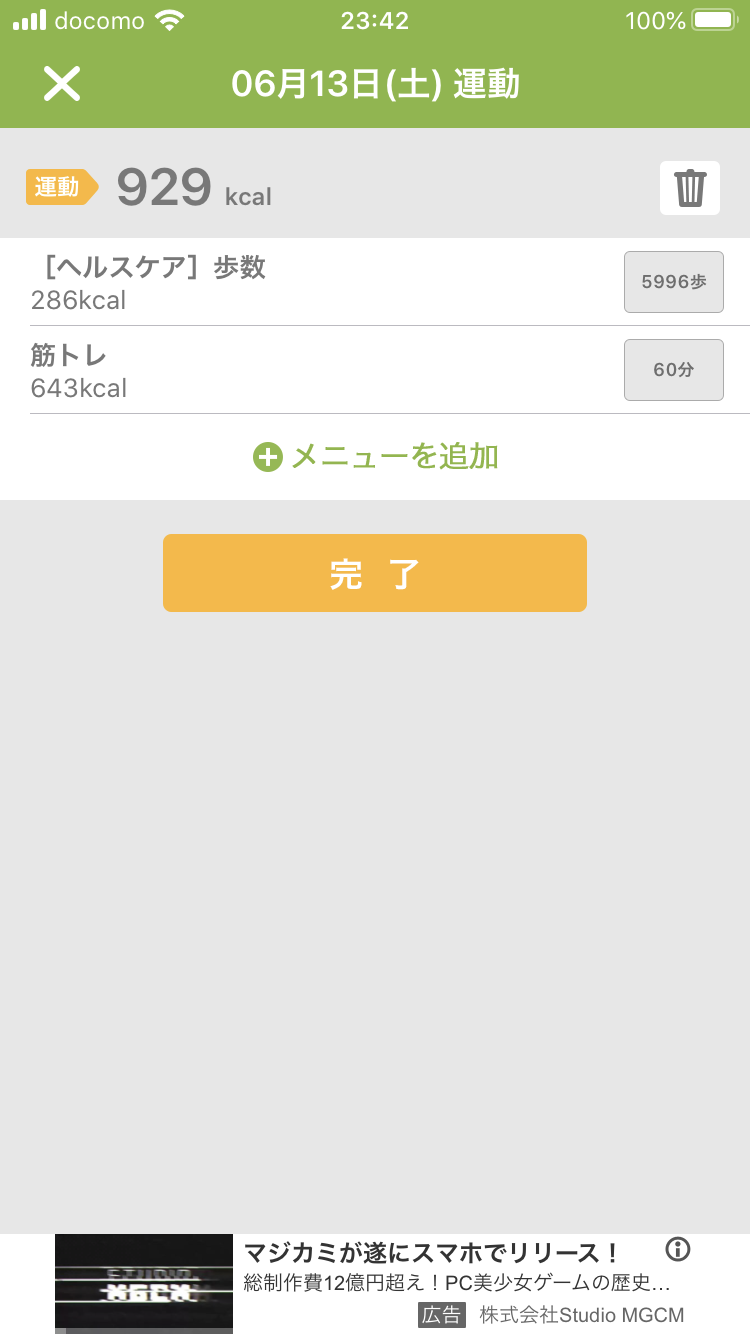 docomo 23:42 100%
06月13日(土) 運動
運動 929 kcal
［ヘルスケア］歩数
286kcal
5996歩
筋トレ
643kcal
60分
メニューを追加
完 了
マジカミが遂にスマホでリリース！
総制作費12億円超え！PC美少女ゲームの歴史…
広告 株式会社Studio MGCM
STUDIO
MGCM